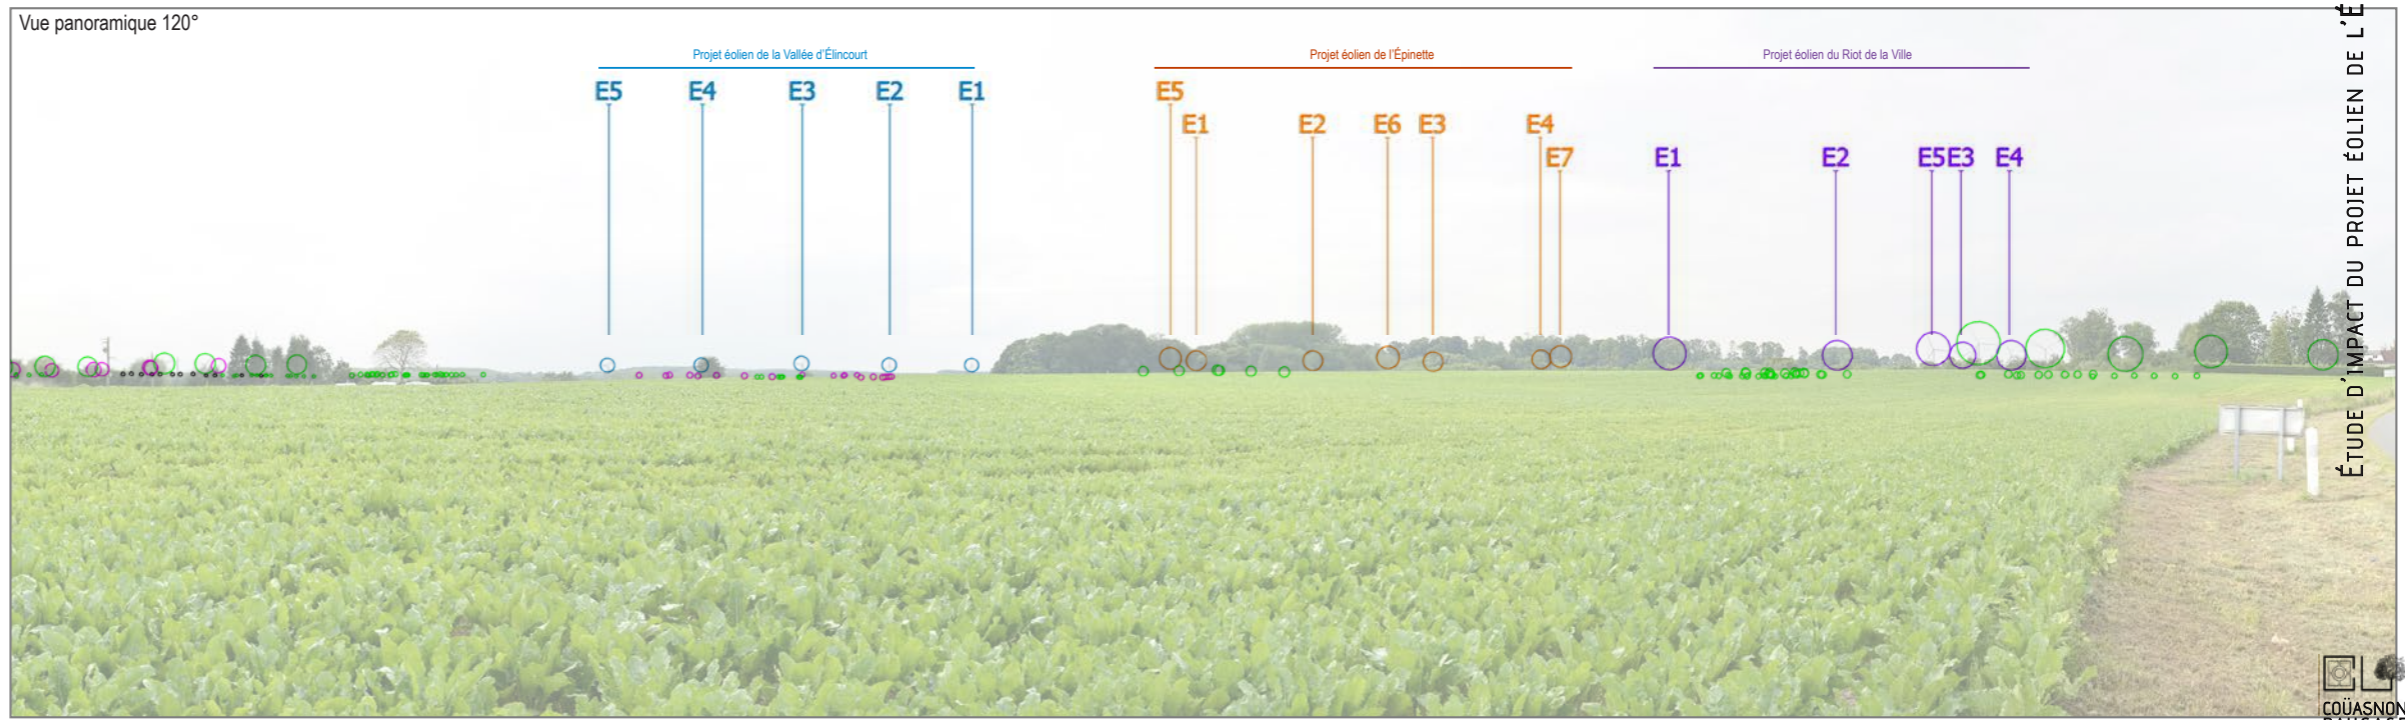 Vue panoramique 120°
Projet éolien de la Vallée d'Élincourt
E5 E4 E3 E2 E1
Projet éolien de l'Épinette
E5
E1 E2 E6 E3 E4
E7
Projet éolien du Riot de la Ville
E1 E2 E5 E3 E4
ÉTUDE D'IMPACT DU PROJET ÉOLIEN DE L'É
COÜASNON